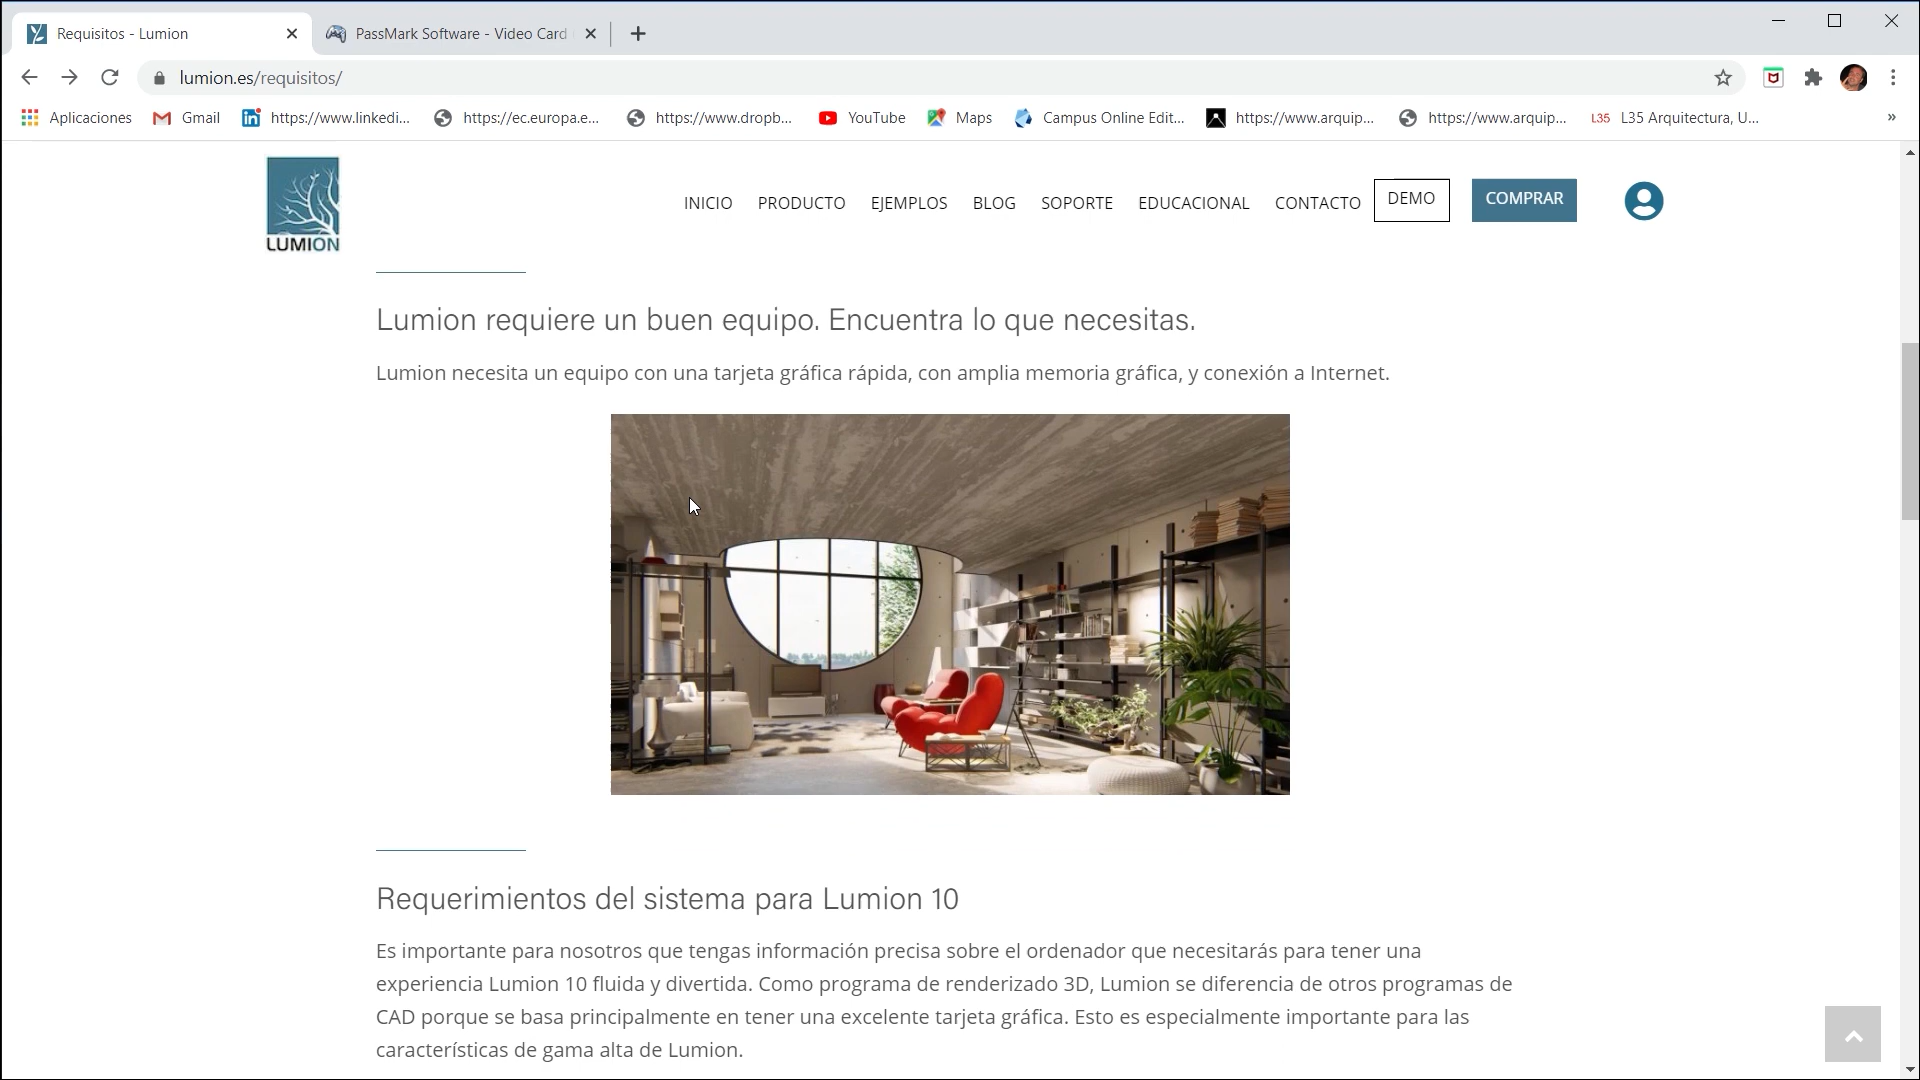 Requisitos - Lumion
PassMark Software - Video Card
lumion.es/requisitos/
Aplicaciones
Gmail
https://www.linkedi...
https://ec.europa.e...
https://www.dropb...
YouTube
Maps
Campus Online Edit...
https://www.arquip...
https://www.arquip...
L35 L35 Arquitectura, U...
»
LUMION
INICIO
PRODUCTO
EJEMPLOS
BLOG
SOPORTE
EDUCACIONAL
CONTACTO
DEMO
COMPRAR
Lumion requiere un buen equipo. Encuentra lo que necesitas.
Lumion necesita un equipo con una tarjeta gráfica rápida, con amplia memoria gráfica, y conexión a Internet.
Requerimientos del sistema para Lumion 10
Es importante para nosotros que tengas información precisa sobre el ordenador que necesitarás para tener una
experiencia Lumion 10 fluida y divertida. Como programa de renderizado 3D, Lumion se diferencia de otros programas de
CAD porque se basa principalmente en tener una excelente tarjeta gráfica. Esto es especialmente importante para las
características de gama alta de Lumion.